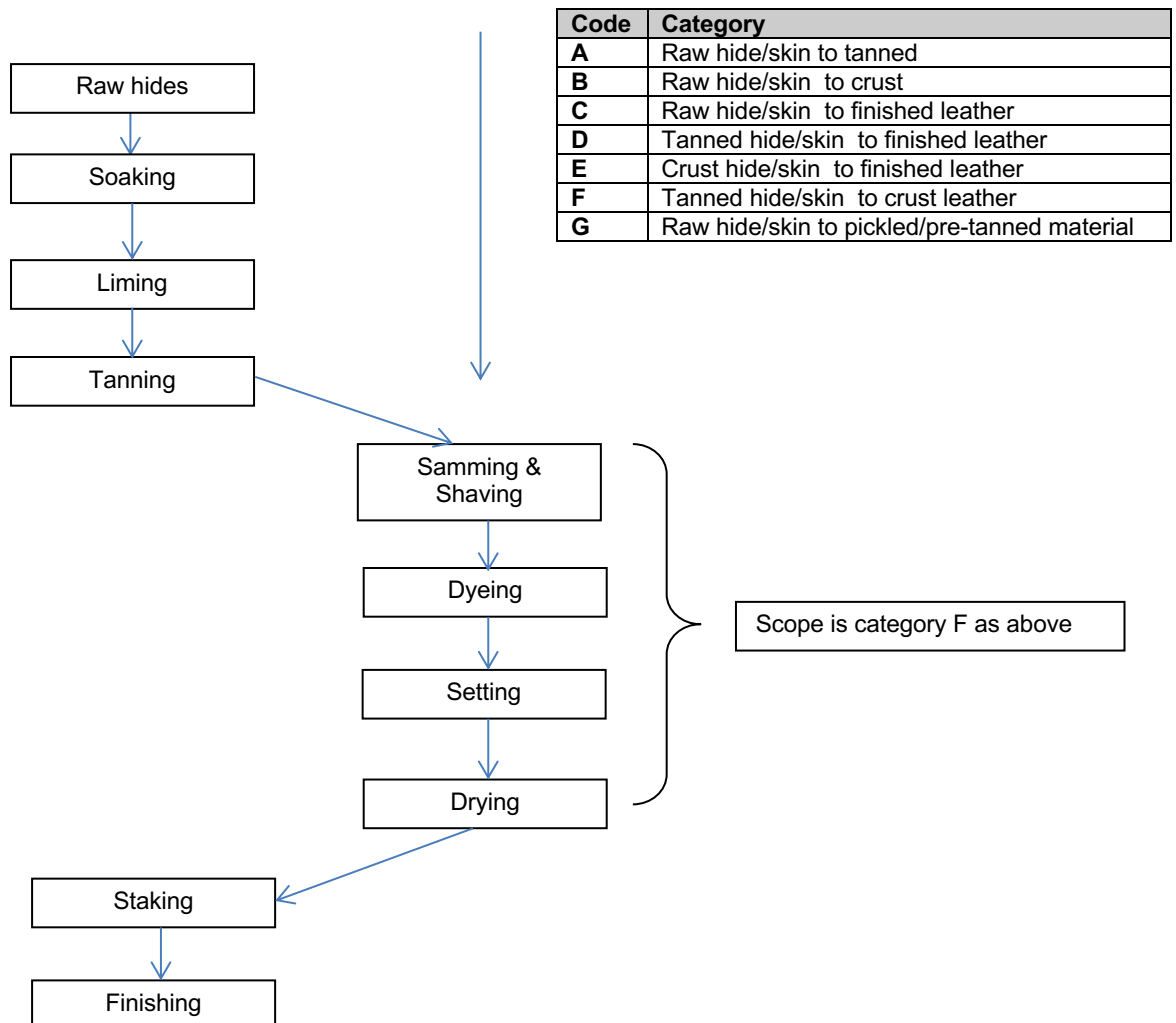 Code Category
A Raw hide/skin to tanned
B Raw hide/skin  to crust
C Raw hide/skin to finished leather
D Tanned hide/skin  to finished leather
E Crust hide/skin  to finished leather
F Tanned hide/skin  to crust leather
G Raw hide/skin to pickled/pre-tanned material
Raw hides
Soaking
Liming
Tanning
Samming &
Shaving
Dyeing
Scope is category F as above
Setting
Drying
Staking
Finishing